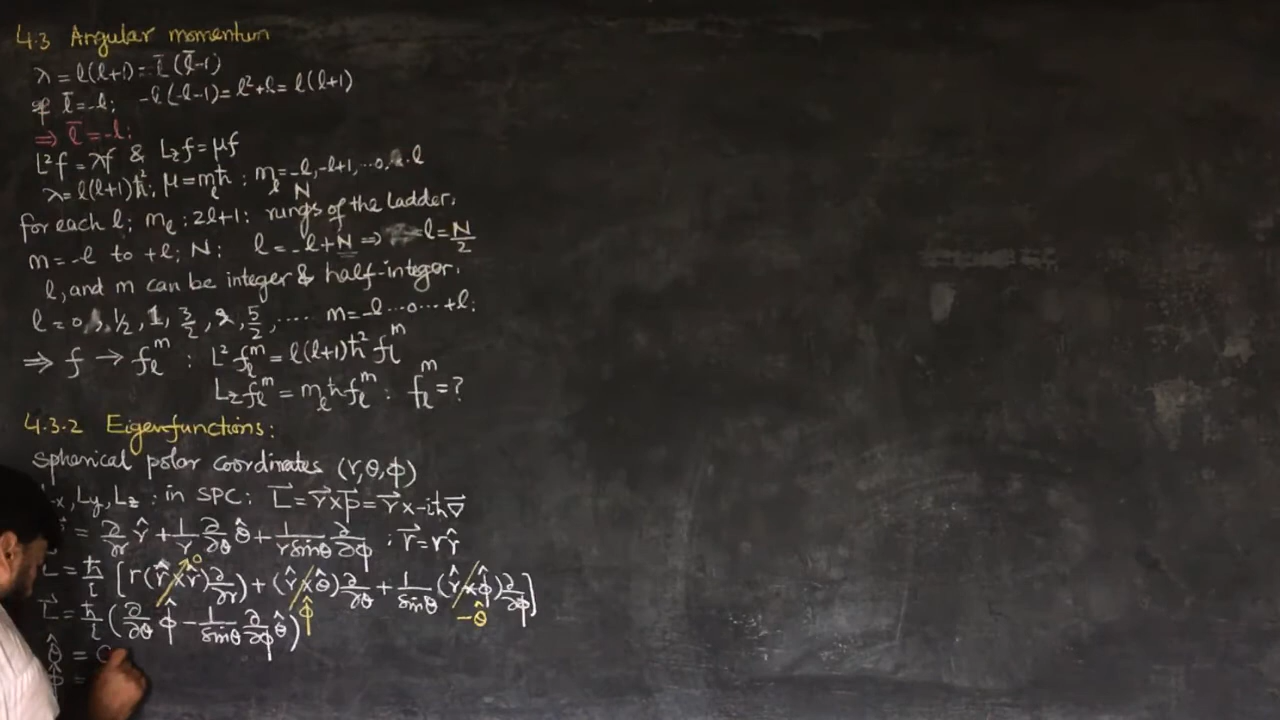 4.3 Angular momentum
λ = l(l+1) = l̄(l̄-1)
if l̄ = -l; -l(-l-1) = l²+l = l(l+1)
⇒ l̄ = -l;
L²f = λf & L_z f = μf
λ = l(l+1)ħ²; μ = m_l ħ ; m_l = -l, -l+1, ...0, ... l
N
for each l; m_l : 2l+1 : rungs of the ladder.
m = -l to +l; N; l = -l+N ⇒ l = N/2
l, and m can be integer & half-integer.
l = 0, 1/2, 1, 3/2, 2, 5/2, .... m = -l ...0... +l;
⇒ f → f_l^m : L² f_l^m = l(l+1)ħ² f_l^m
L_z f_l^m = m_l ħ f_l^m : f_l^m = ?
4.3.2 Eigenfunctions:
Spherical polar coordinates (r, θ, φ)
x, Ly, Lz : in SPC: L⃗ = r⃗ × p⃗ = r⃗ × -iħ∇⃗
= ∂/∂r r̂ + 1/r ∂/∂θ θ̂ + 1/(r sinθ) ∂/∂φ ; r⃗ = r r̂
L = ħ/i [r(r̂ × r̂) ∂/∂r) + (r̂ × θ̂) ∂/∂θ + 1/sinθ (r̂ × φ̂) ∂/∂φ]
0 φ̂ -θ̂
L⃗ = ħ/i (∂/∂θ φ̂ - 1/sinθ ∂/∂φ θ̂)
θ̂ =
φ̂ =